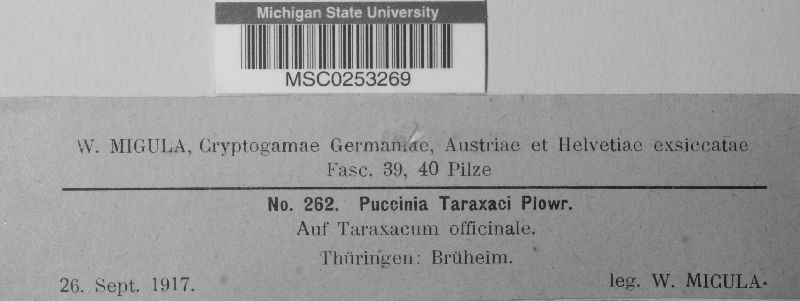 Michigan State University
MSC0253269
W. MIGULA, Cryptogamae Germaniae, Austriae et Helvetiae exsiccatae
Fasc. 39, 40 Pilze
No. 262. Puccinia Taraxaci Plowr.
Auf Taraxacum officinale.
Thüringen: Brüheim.
26. Sept. 1917. leg. W. MIGULA.